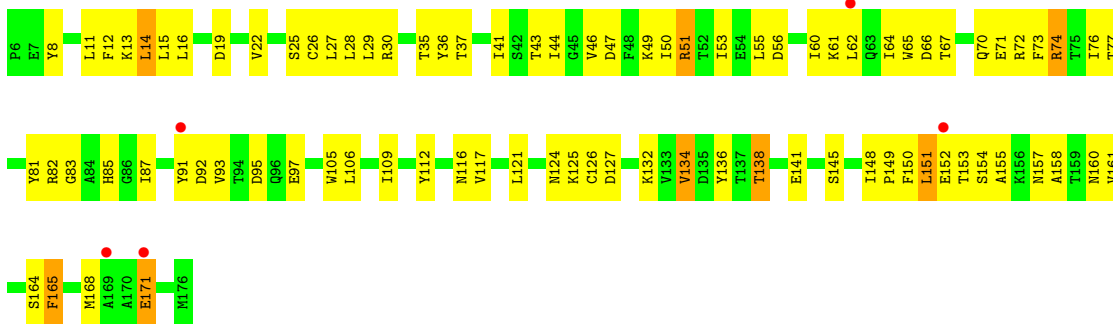 P6 E7 Y8 L11 F12 K13 L14 L15 L16 D19 V22 S25 C26 L27 L28 L29 R30 T35 Y36 T37 I41 S42 T43 I44 G45 V46 D47 F48 K49 I50 R51 T52 I53 E54 L55 D56 I60 K61 L62 Q63 I64 W65 D66 T67 Q70 E71 R72 F73 R74 T75 I76 T77
Y81 R82 G83 A84 H85 G86 I87 Y91 D92 V93 T94 D95 Q96 E97 W105 L106 I109 Y112 N116 V117 L121 N124 K125 C126 D127 K132 V133 V134 D135 Y136 T137 T138 E141 S145 I148 P149 F150 L151 E152 T153 S154 A155 K156 N157 A158 T159 N160 V161
S164 F165 M168 A169 A170 E171 M176